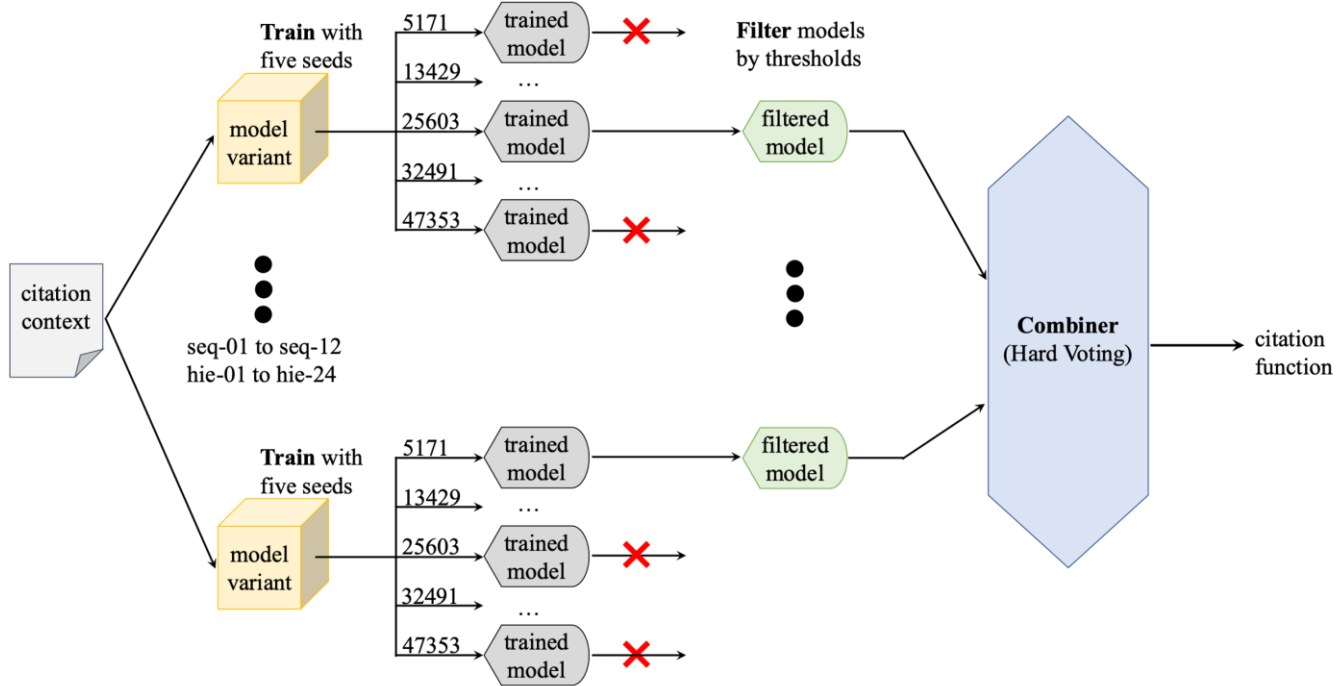 citation
context
model
variant
Train with
five seeds
5171
13429
25603
32491
47353
trained
model
...
trained
model
...
trained
model
Filter models
by thresholds
filtered
model
seq-01 to seq-12
hie-01 to hie-24
model
variant
Train with
five seeds
5171
13429
25603
32491
47353
trained
model
...
trained
model
...
trained
model
filtered
model
Combiner
(Hard Voting)
citation
function